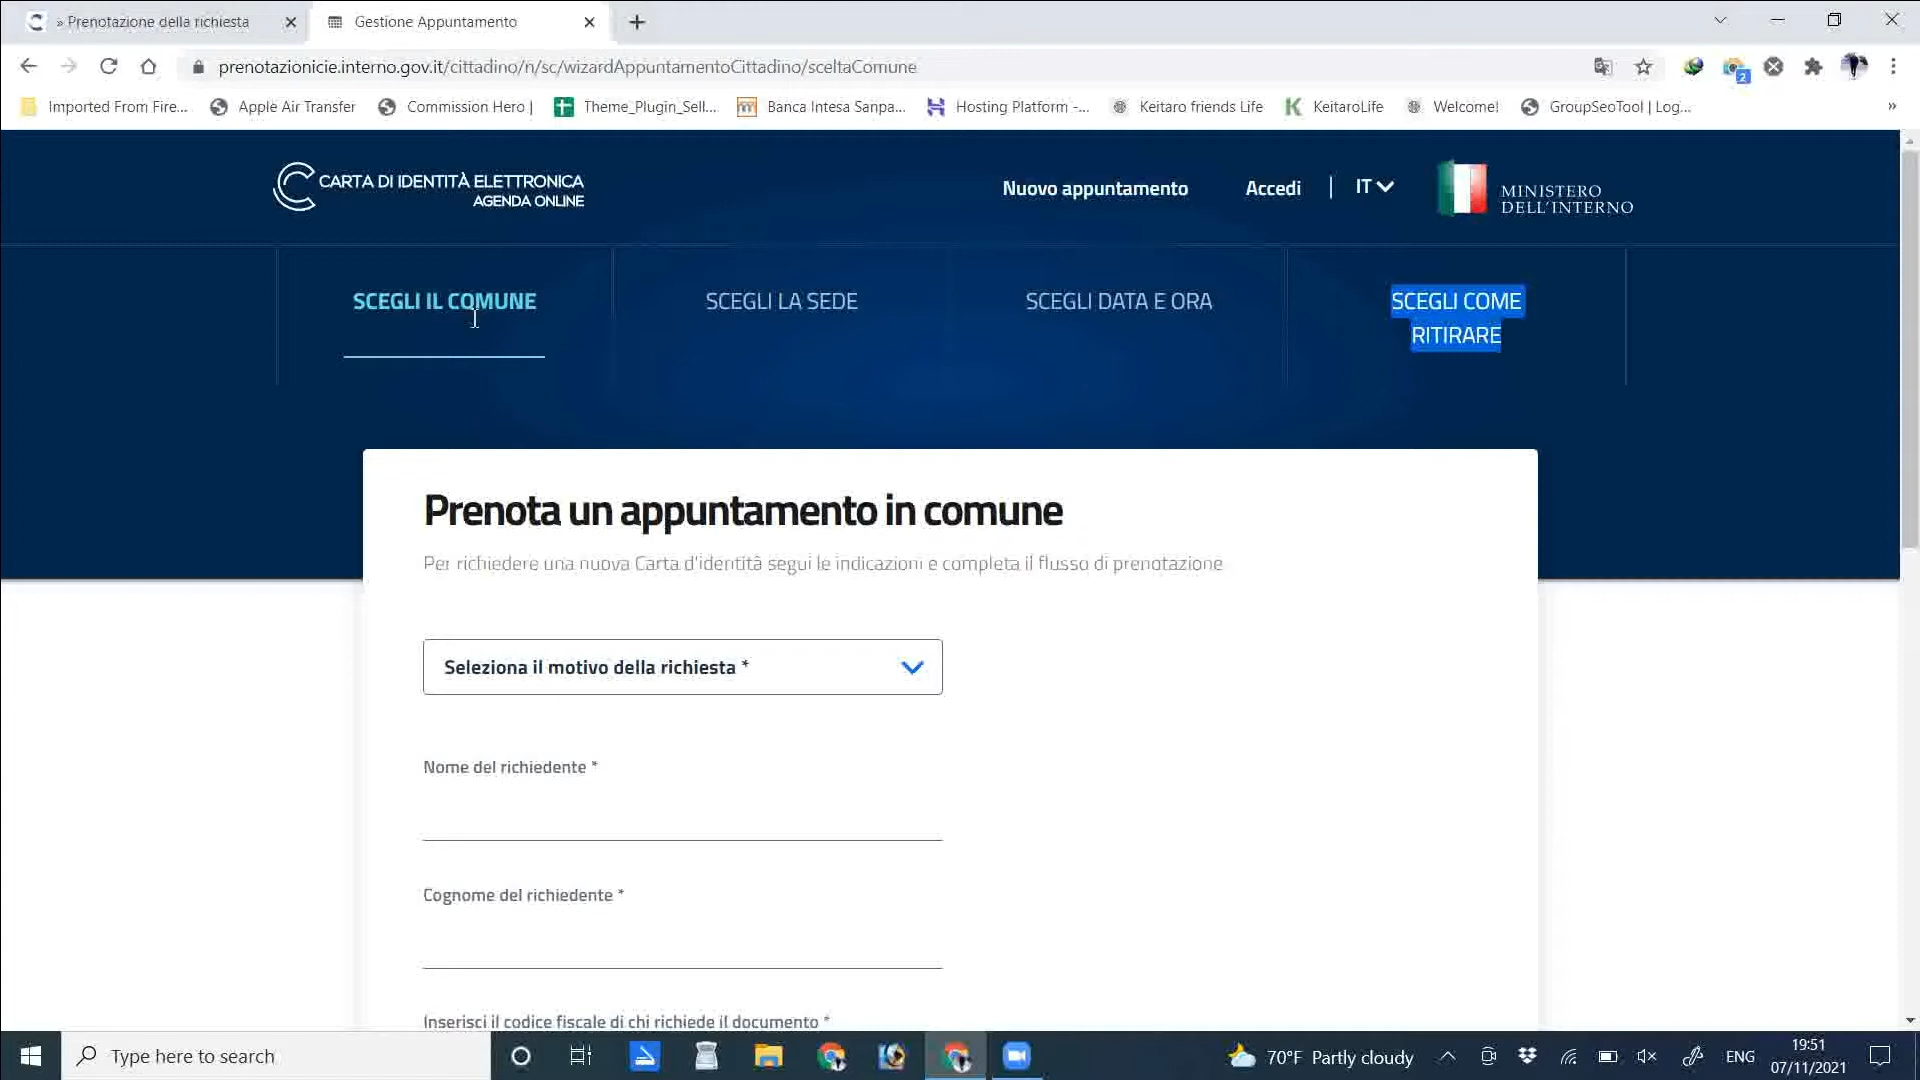 » Prenotazione della richiesta
Gestione Appuntamento
prenotazionicie.interno.gov.it/cittadino/n/sc/wizardAppuntamentoCittadino/sceltaComune
2
Imported From Fire...
Apple Air Transfer
Commission Hero |
Theme_Plugin_Sell...
Banca Intesa Sanpa...
Hosting Platform -...
Keitaro friends Life
KeitaroLife
Welcome!
GroupSeoTool | Log...
»
CARTA DI IDENTITÀ ELETTRONICA
AGENDA ONLINE
Nuovo appuntamento
Accedi
IT
MINISTERO
DELL'INTERNO
SCEGLI IL COMUNE
SCEGLI LA SEDE
SCEGLI DATA E ORA
SCEGLI COME
RITIRARE
Prenota un appuntamento in comune
Per richiedere una nuova Carta d'identità segui le indicazioni e completa il flusso di prenotazione
Seleziona il motivo della richiesta *
Nome del richiedente *
Cognome del richiedente *
Inserisci il codice fiscale di chi richiede il documento *
Type here to search
70°F Partly cloudy
ENG
19:51
07/11/2021